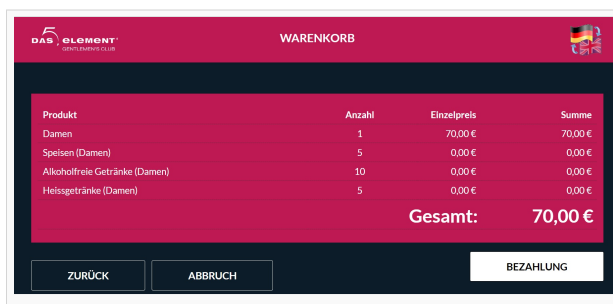 5
DAS ELEMENT
GENTLEMEN'S CLUB
WARENKORB
Produkt Anzahl Einzelpreis Summe
Damen 1 70,00 € 70,00 €
Speisen (Damen) 5 0,00 € 0,00 €
Alkoholfreie Getränke (Damen) 10 0,00 € 0,00 €
Heissgetränke (Damen) 5 0,00 € 0,00 €
Gesamt: 70,00 €
ZURÜCK ABBRUCH BEZAHLUNG